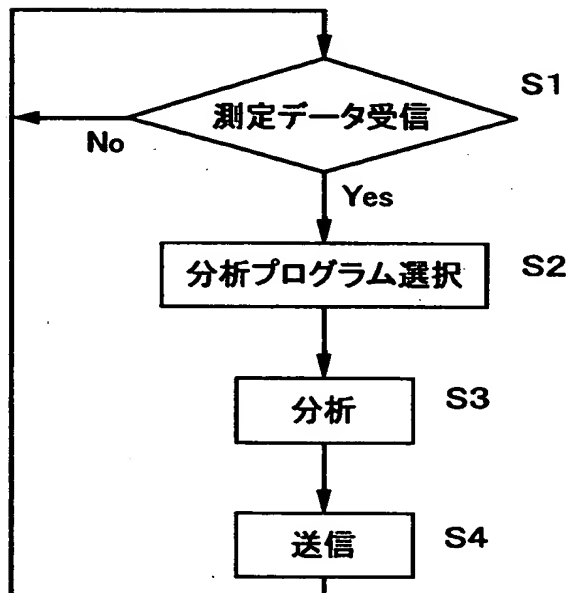 S1
測定データ受信
No
Yes
分析プログラム選択
S2
分析
S3
送信
S4